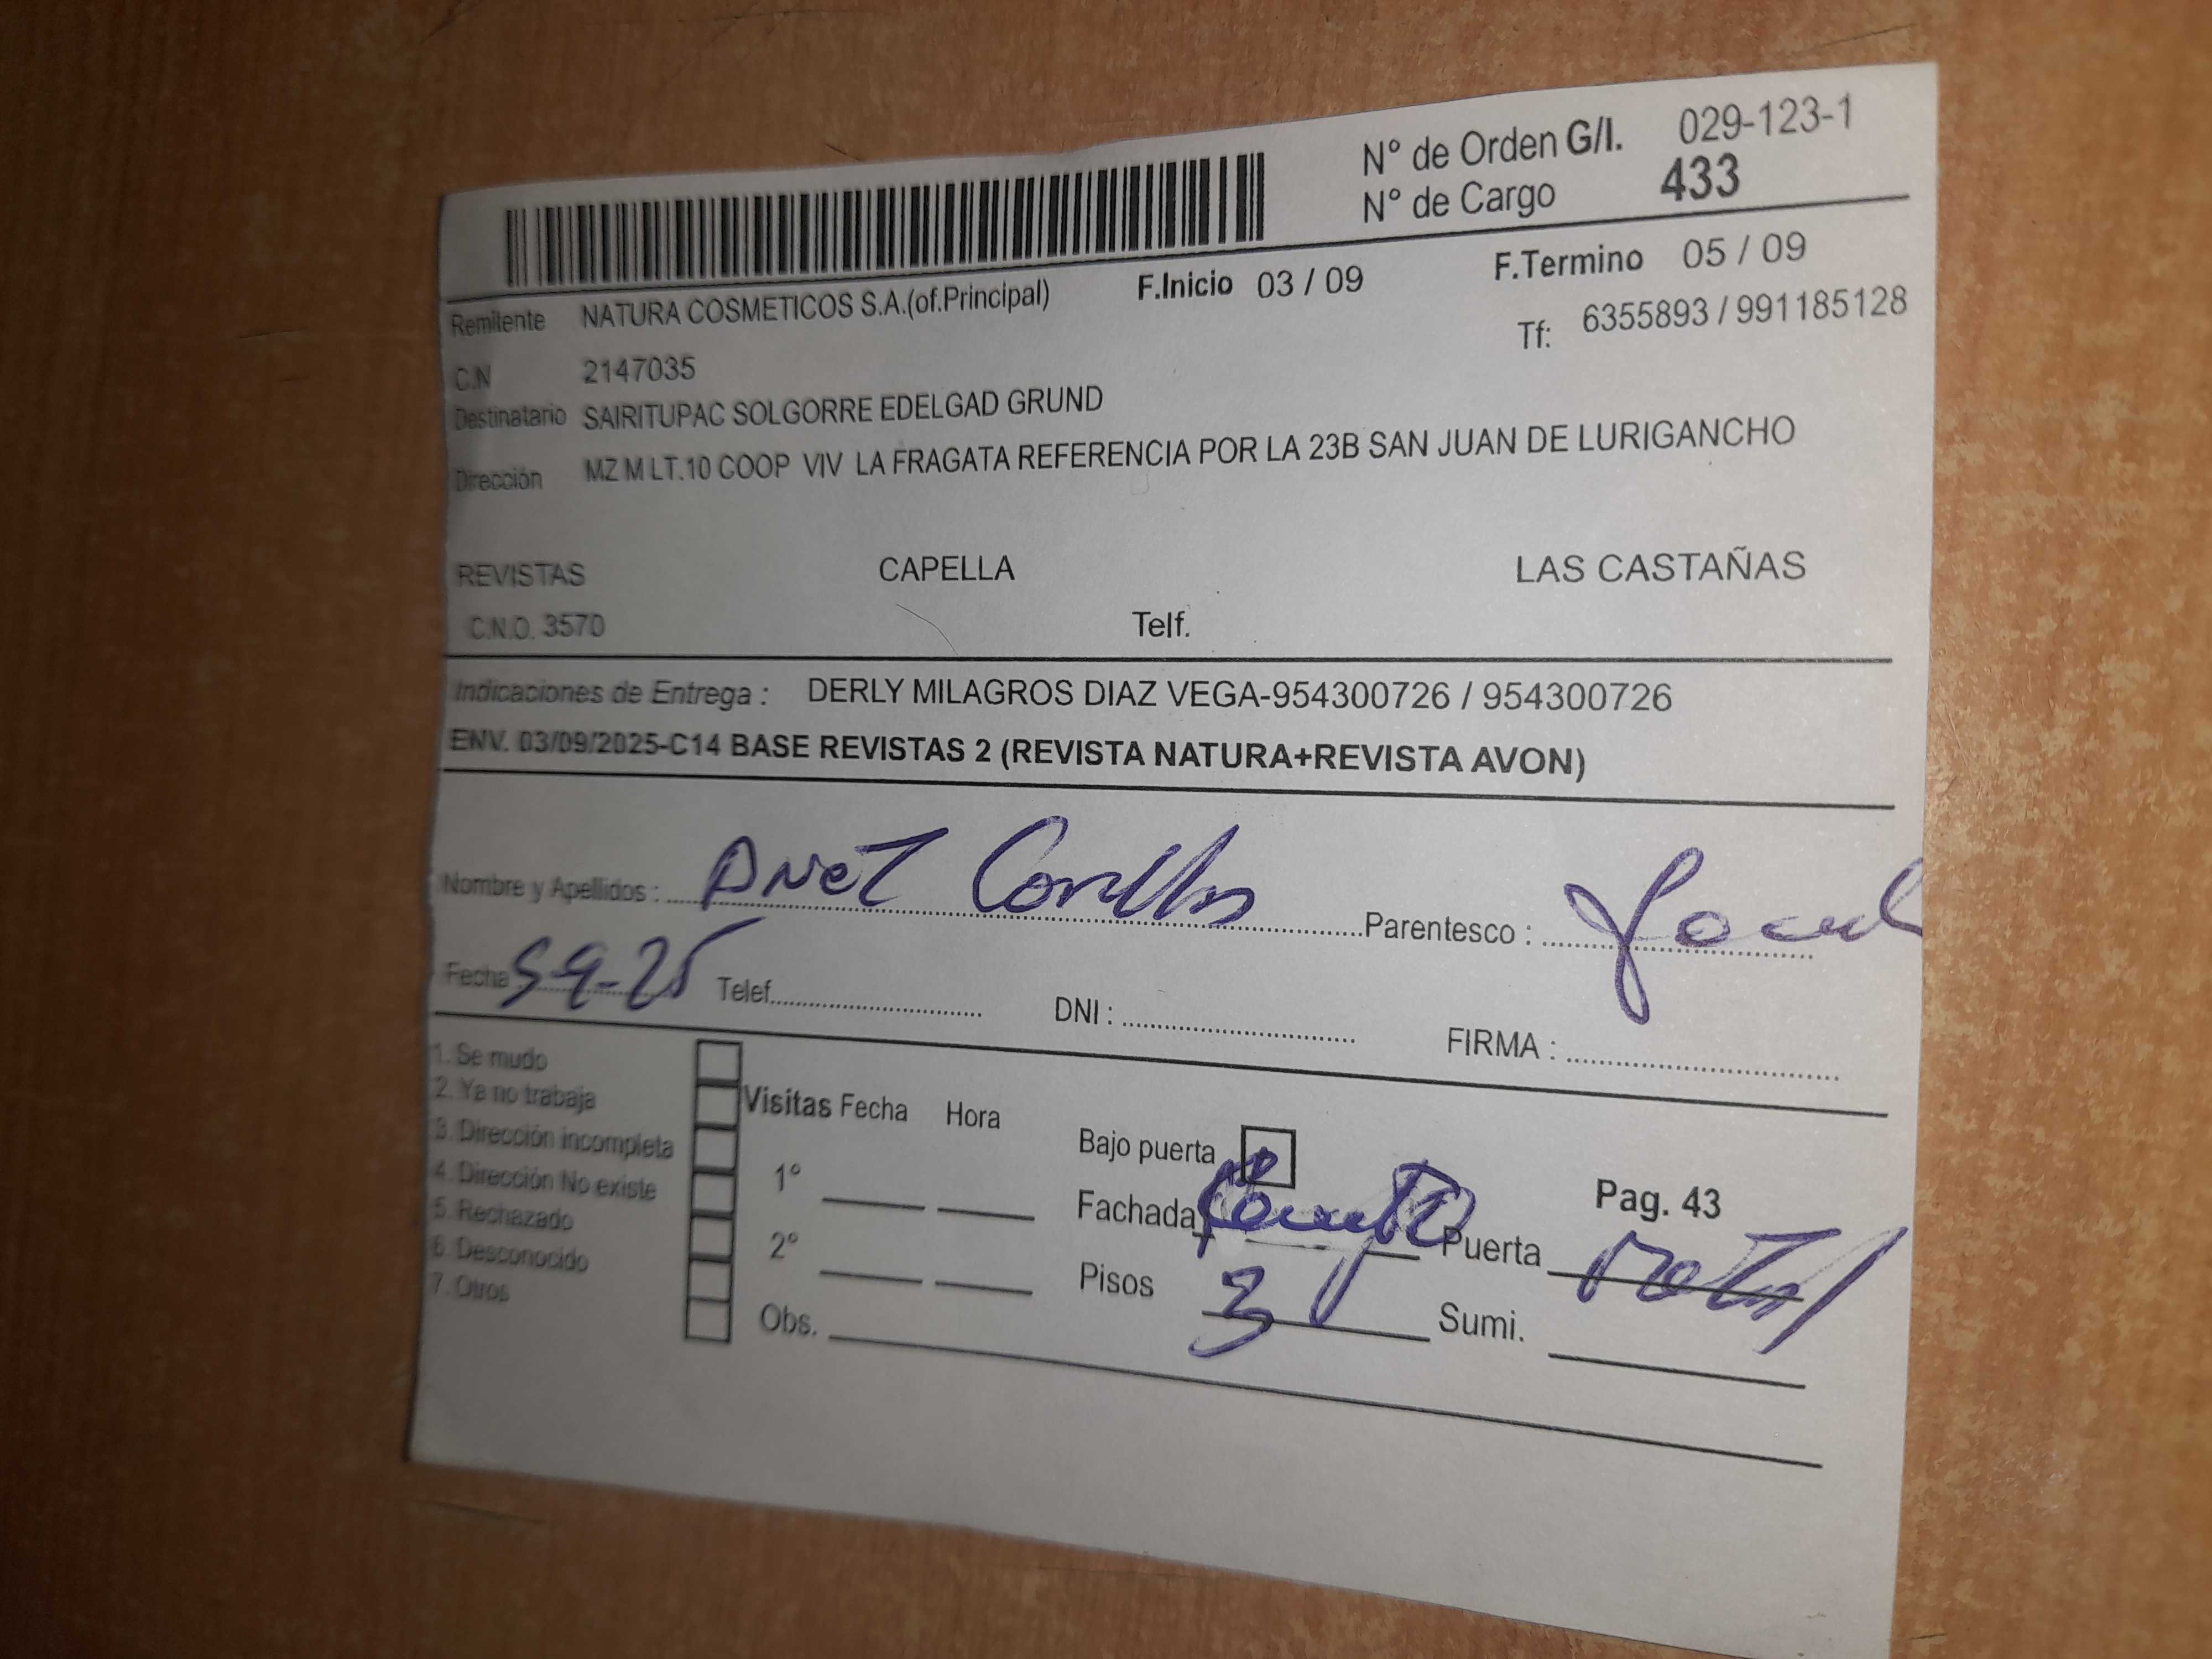 N° de Orden G/I. 029-123-1
N° de Cargo 433
F.Inicio 03 / 09 F.Termino 05 / 09
Remitente NATURA COSMETICOS S.A.(of.Principal) Tf: 6355893 / 991185128
C.N 2147035
Destinatario SAIRITUPAC SOLGORRE EDELGAD GRUND
Dirección MZ M LT.10 COOP VIV LA FRAGATA REFERENCIA POR LA 23B SAN JUAN DE LURIGANCHO
REVISTAS CAPELLA LAS CASTAÑAS
C.N.O. 3570 Telf.
Indicaciones de Entrega : DERLY MILAGROS DIAZ VEGA-954300726 / 954300726
ENV. 03/09/2025-C14 BASE REVISTAS 2 (REVISTA NATURA+REVISTA AVON)
Nombre y Apellidos : Parentesco :
Fecha 5 9-25 Telef. DNI : FIRMA :
1. Se mudo
2. Ya no trabaja
3. Dirección incompleta
4. Dirección No existe
5. Rechazado
6. Desconocido
7. Otros
Visitas Fecha Hora
1°
2°
Obs.
Bajo puerta Pag. 43
Fachada Puerta
Pisos 3 Sumi.